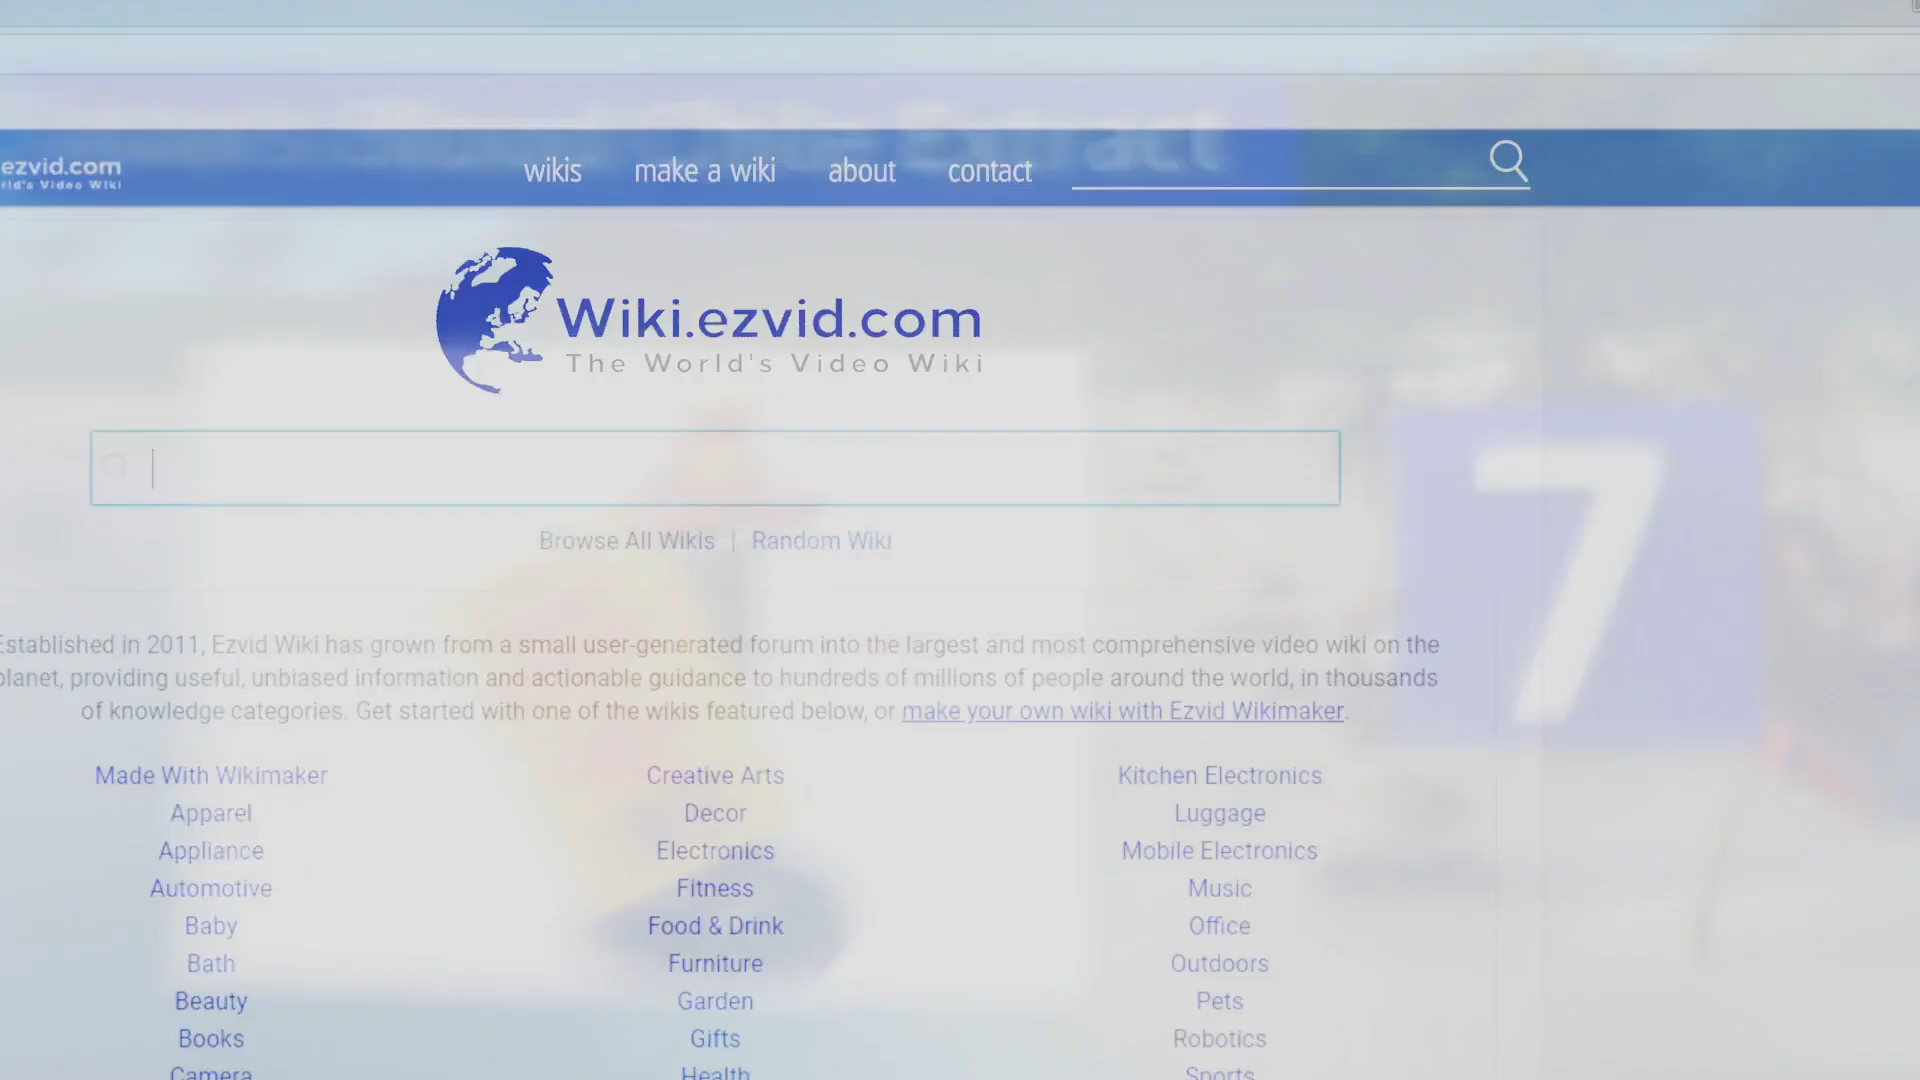 ezvid.com
wikis make a wiki about contact
Extract
Wiki.ezvid.com
The World's Video Wiki
Browse All Wikis | Random Wiki
7
Established in 2011, Ezvid Wiki has grown from a small user-generated forum into the largest and most comprehensive video wiki on the
planet, providing useful, unbiased information and actionable guidance to hundreds of millions of people around the world, in thousands
of knowledge categories. Get started with one of the wikis featured below, or make your own wiki with Ezvid Wikimaker.
Made With Wikimaker Creative Arts Kitchen Electronics
Apparel Decor Luggage
Appliance Electronics Mobile Electronics
Automotive Fitness Music
Baby Food & Drink Office
Bath Furniture Outdoors
Beauty Garden Pets
Books Gifts Robotics
Camera Health Sports